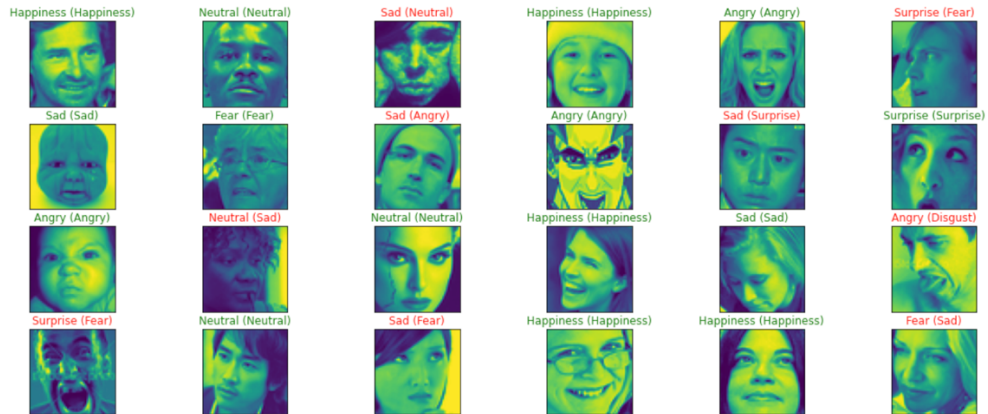 Happiness (Happiness) Neutral (Neutral) Sad (Neutral) Happiness (Happiness) Angry (Angry) Surprise (Fear)
Sad (Sad) Fear (Fear) Sad (Angry) Angry (Angry) Sad (Surprise) Surprise (Surprise)
Angry (Angry) Neutral (Sad) Neutral (Neutral) Happiness (Happiness) Sad (Sad) Angry (Disgust)
Surprise (Fear) Neutral (Neutral) Sad (Fear) Happiness (Happiness) Happiness (Happiness) Fear (Sad)